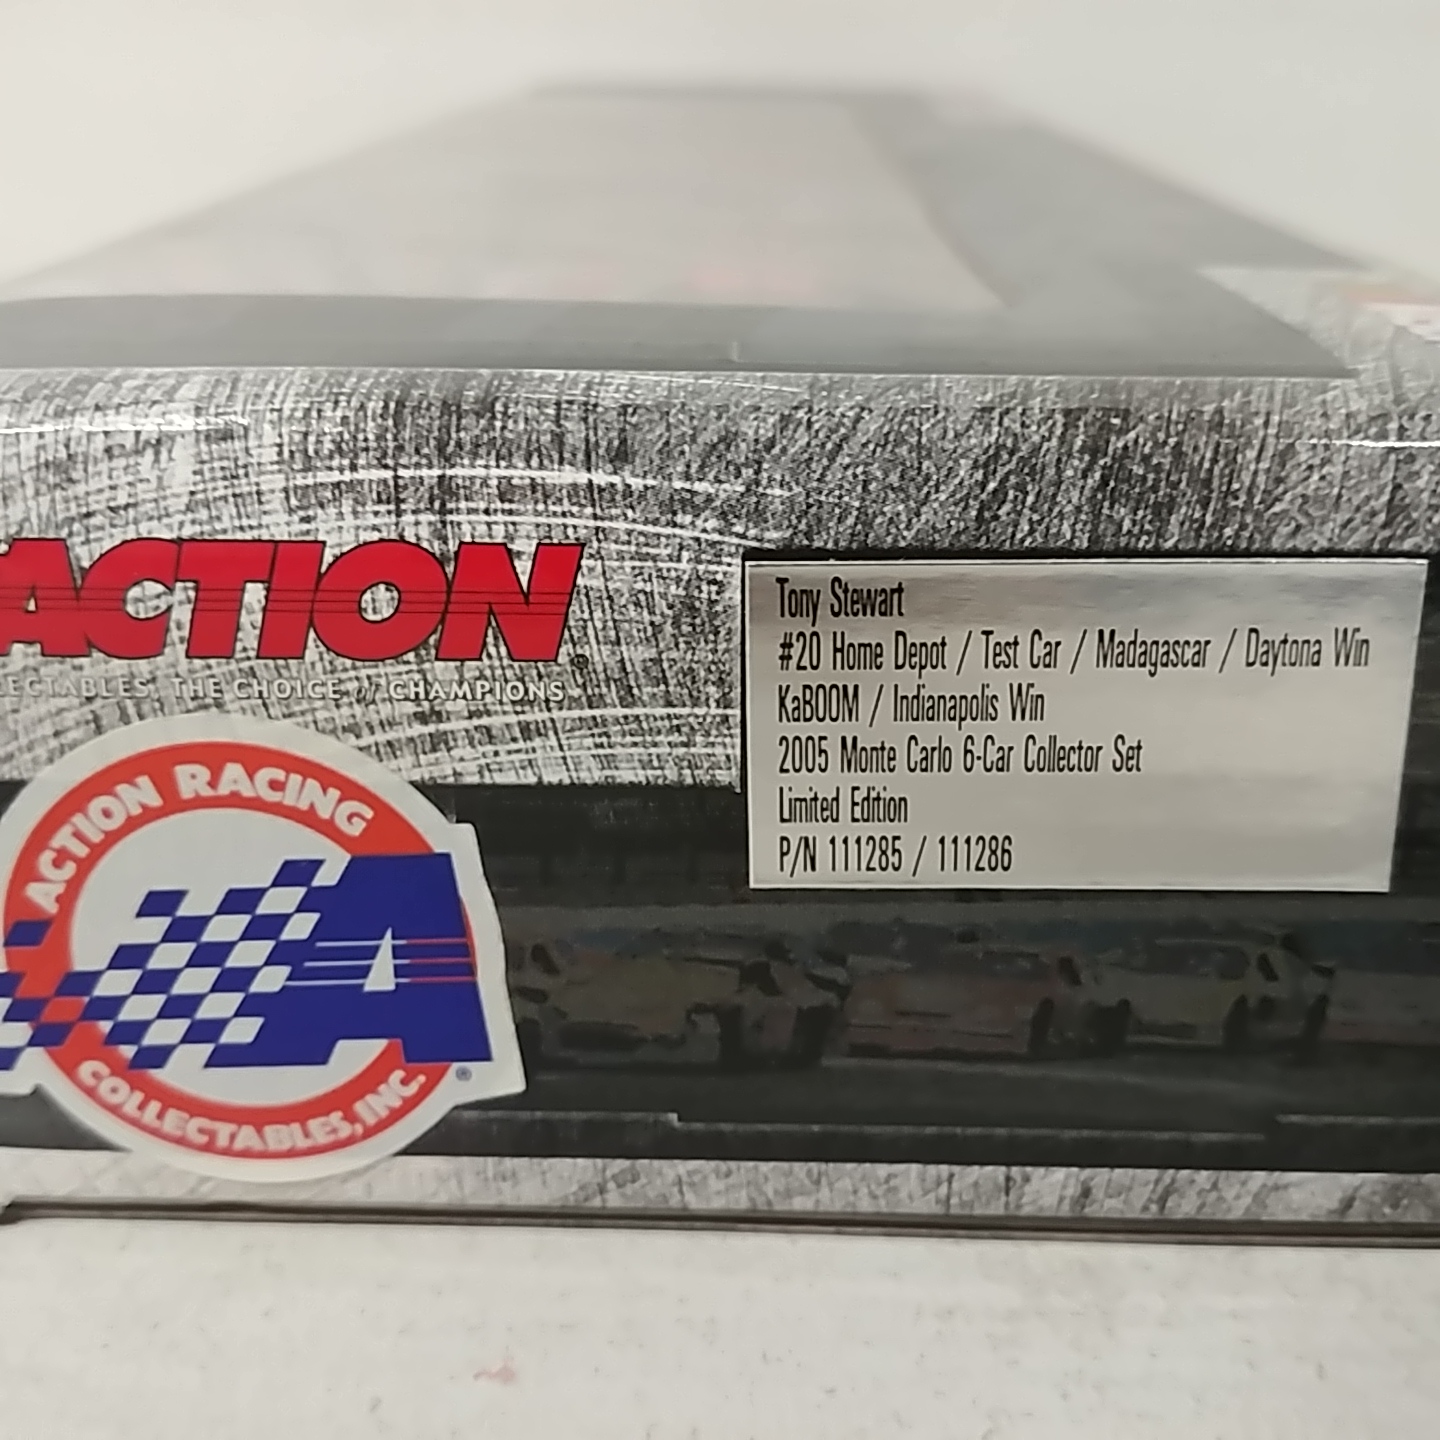 ACTION
THE CHOICE of CHAMPIONS
Tony Stewart
#20 Home Depot / Test Car / Madagascar / Daytona Win
KaBOOM / Indianapolis Win
2005 Monte Carlo 6-Car Collector Set
Limited Edition
P/N 111285 / 111286
ACTION RACING
A
COLLECTABLES, INC.